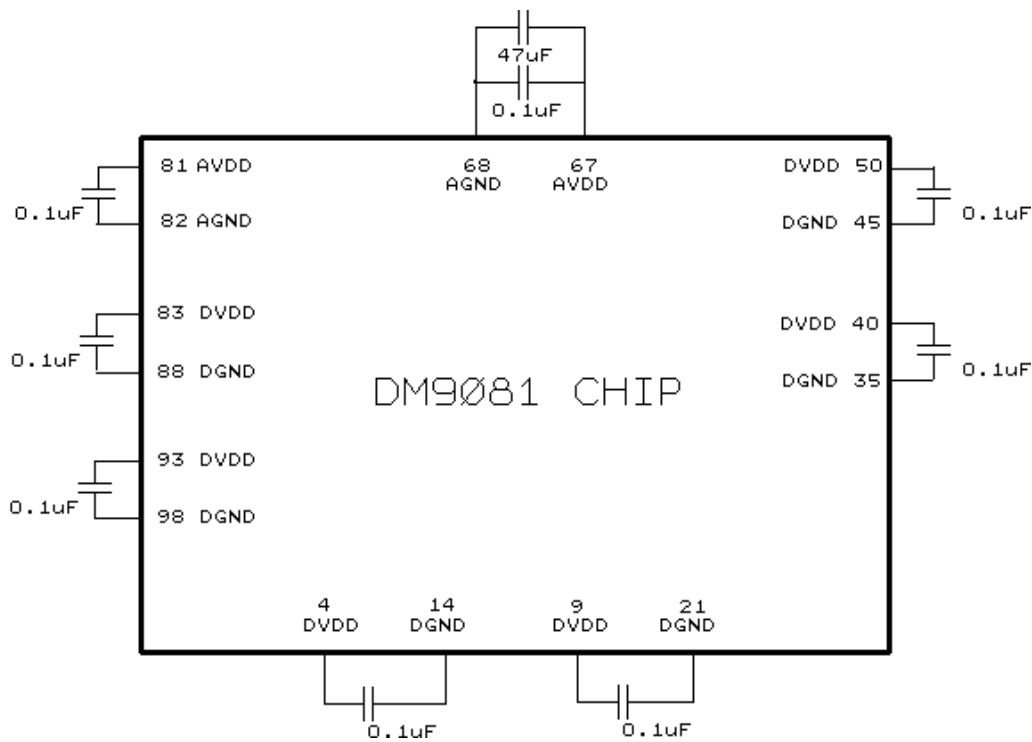 47uF
0.1uF
81 AVDD
68
AGND
67
AVDD
DVDD 50
0.1uF
82 AGND
DGND 45
0.1uF
83 DVDD
DVDD 40
0.1uF
88 DGND
DGND 35
0.1uF
DM9Ø81 CHIP
93 DVDD
0.1uF
98 DGND
4
DVDD
14
DGND
9
DVDD
21
DGND
0.1uF
0.1uF